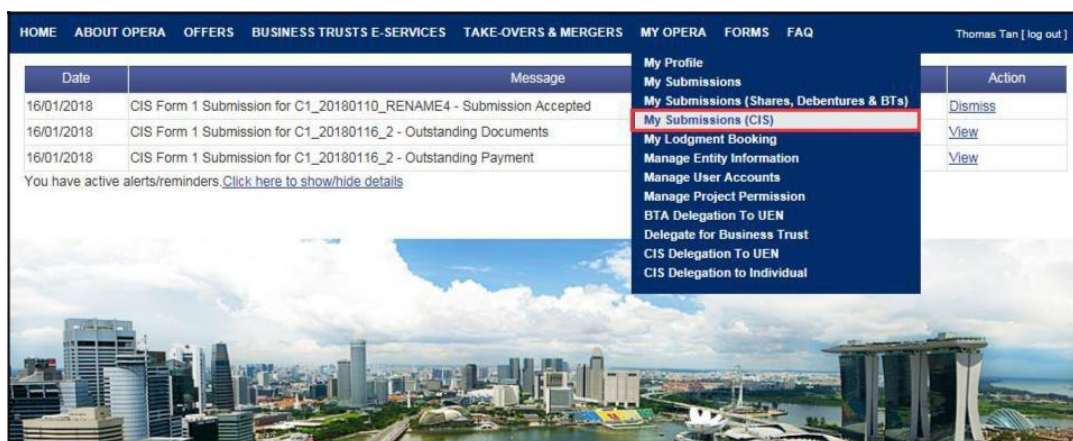 HOME ABOUT OPERA OFFERS BUSINESS TRUSTS E-SERVICES TAKE-OVERS & MERGERS MY OPERA FORMS FAQ Thomas Tan [ log out ]
Date Message Action
16/01/2018 CIS Form 1 Submission for C1_20180110_RENAME4 - Submission Accepted Dismiss
16/01/2018 CIS Form 1 Submission for C1_20180116_2 - Outstanding Documents View
16/01/2018 CIS Form 1 Submission for C1_20180116_2 - Outstanding Payment View
You have active alerts/reminders.Click here to show/hide details
My Profile
My Submissions
My Submissions (Shares, Debentures & BTs)
My Submissions (CIS)
My Lodgment Booking
Manage Entity Information
Manage User Accounts
Manage Project Permission
BTA Delegation To UEN
Delegate for Business Trust
CIS Delegation To UEN
CIS Delegation to Individual